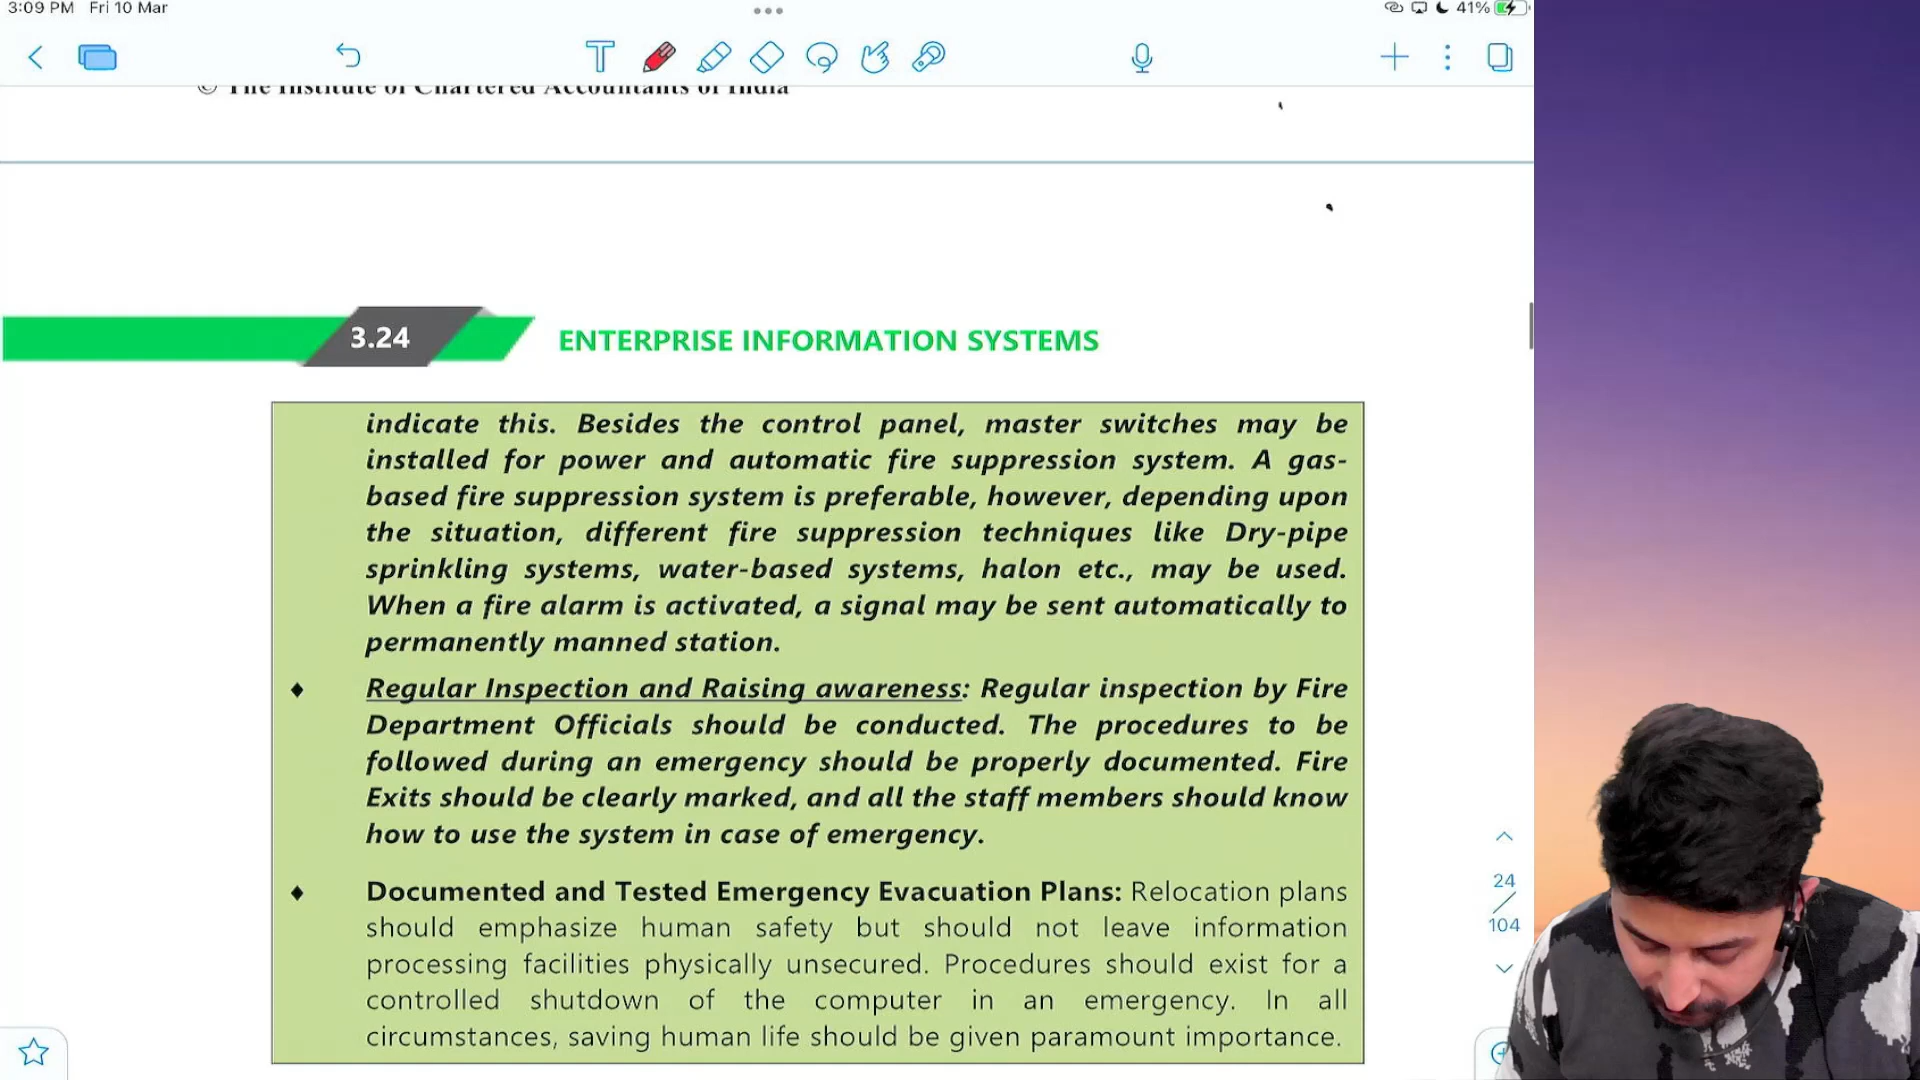 3:09 PM Fri 10 Mar
41%
© The Institute of Chartered Accountants of India
3.24
ENTERPRISE INFORMATION SYSTEMS
indicate this. Besides the control panel, master switches may be
installed for power and automatic fire suppression system. A gas-
based fire suppression system is preferable, however, depending upon
the situation, different fire suppression techniques like Dry-pipe
sprinkling systems, water-based systems, halon etc., may be used.
When a fire alarm is activated, a signal may be sent automatically to
permanently manned station.
♦ Regular Inspection and Raising awareness: Regular inspection by Fire
Department Officials should be conducted. The procedures to be
followed during an emergency should be properly documented. Fire
Exits should be clearly marked, and all the staff members should know
how to use the system in case of emergency.
♦ Documented and Tested Emergency Evacuation Plans: Relocation plans
should emphasize human safety but should not leave information
processing facilities physically unsecured. Procedures should exist for a
controlled shutdown of the computer in an emergency. In all
circumstances, saving human life should be given paramount importance.
24
104